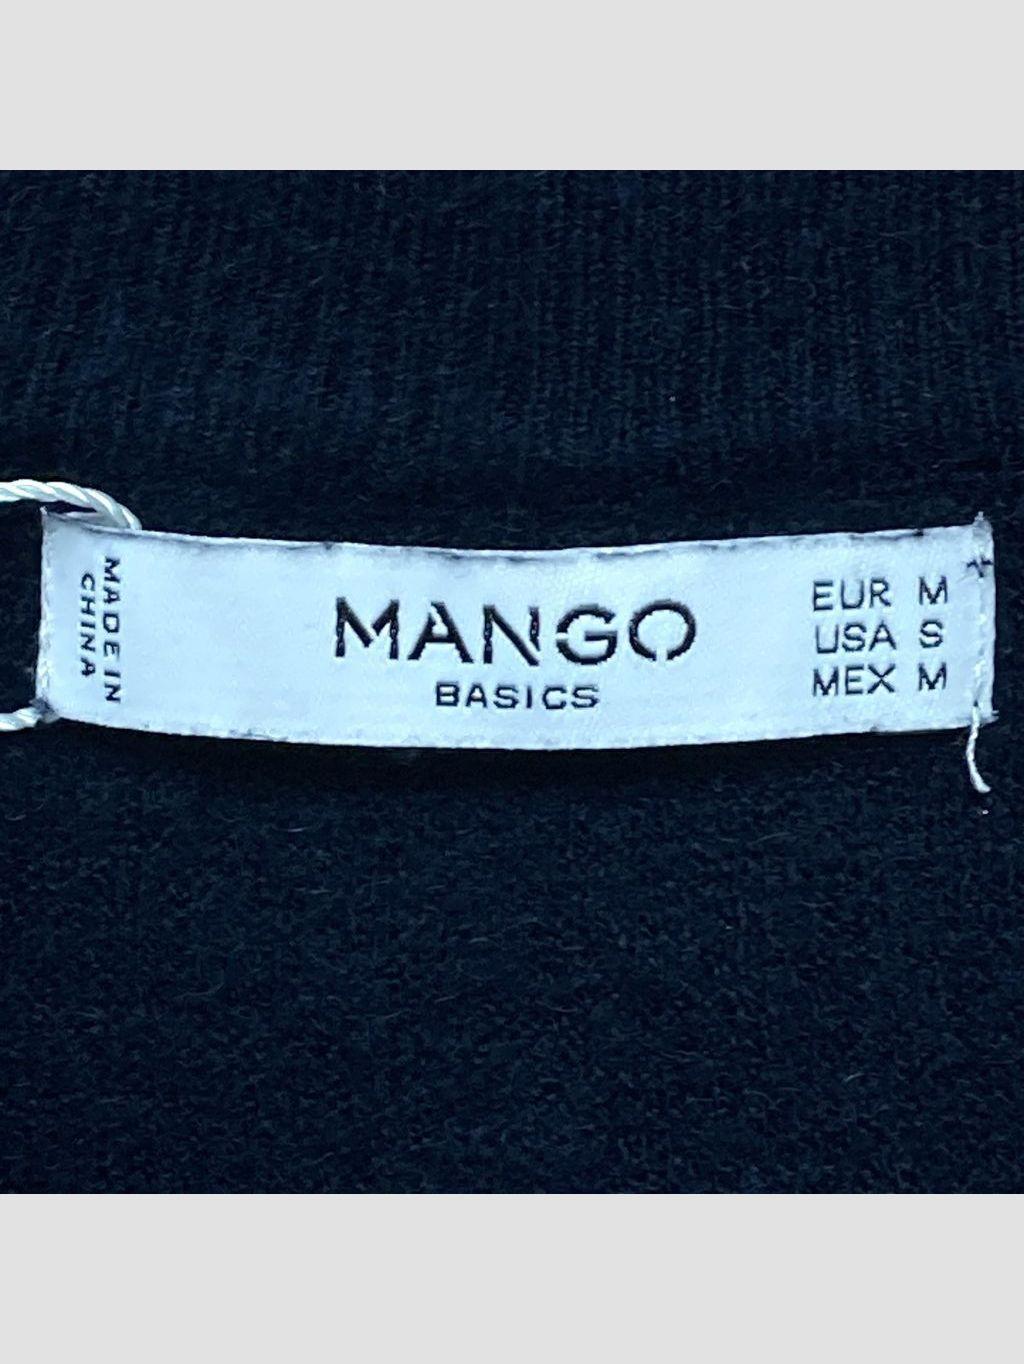 MADE IN
CHINA
MANGO
BASICS
EUR M
USA S
MEX M